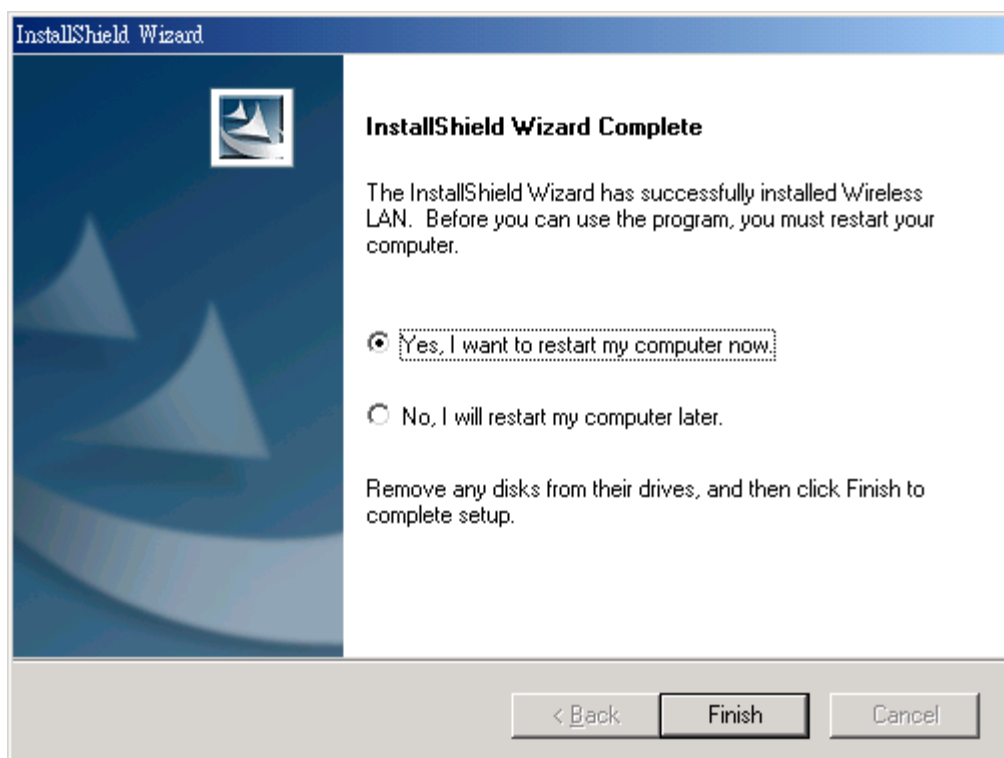 InstallShield Wizard
InstallShield Wizard Complete
The InstallShield Wizard has successfully installed Wireless
LAN.  Before you can use the program, you must restart your
computer.
Yes, I want to restart my computer now.
No, I will restart my computer later.
Remove any disks from their drives, and then click Finish to
complete setup.
< Back
Finish
Cancel